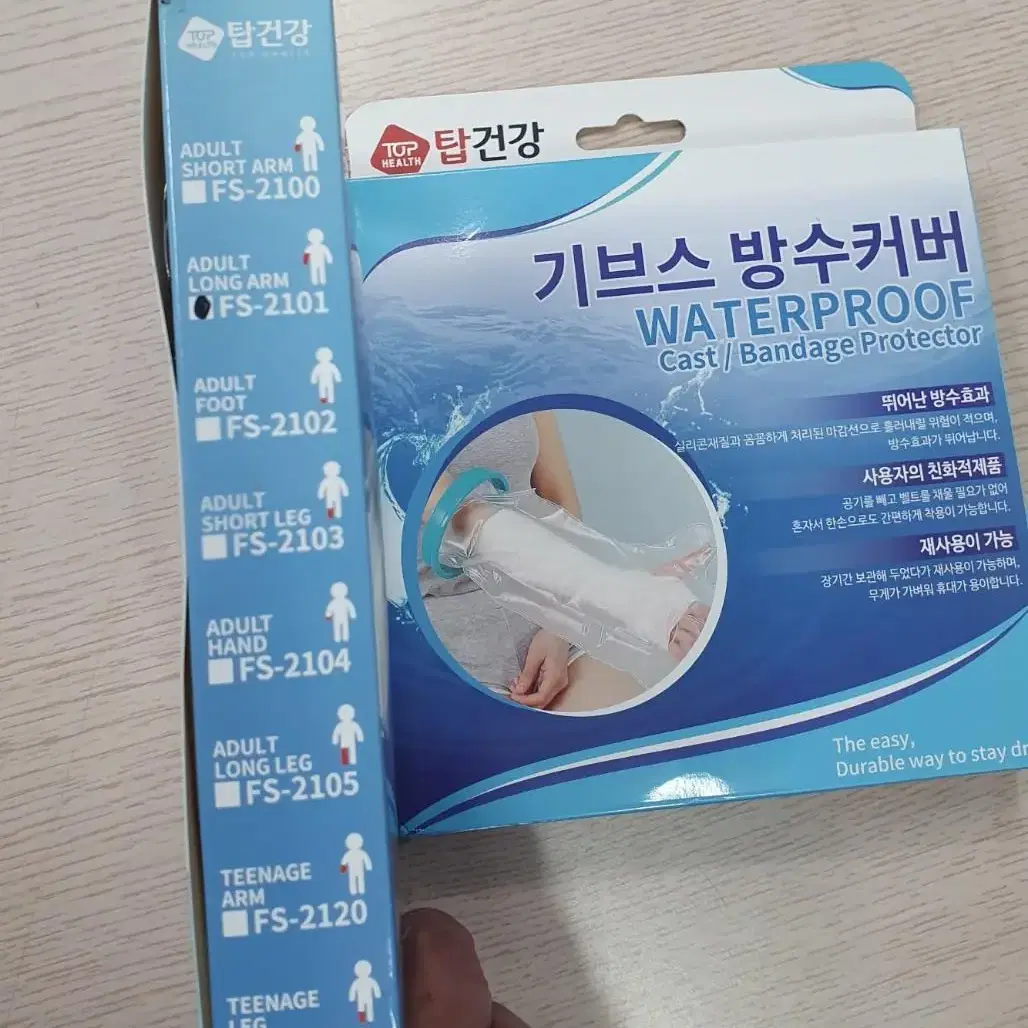 TOP
HEALTH
탑건강
ADULT
SHORT ARM
FS-2100
ADULT
LONG ARM
FS-2101
ADULT
FOOT
FS-2102
ADULT
SHORT LEG
FS-2103
ADULT
HAND
FS-2104
ADULT
LONG LEG
FS-2105
TEENAGE
ARM
FS-2120
TEENAGE
LEG
TOP
HEALTH
탑건강
기브스 방수커버
WATERPROOF
Cast / Bandage Protector
뛰어난 방수효과
실리콘재질과 꼼꼼하게 처리된 마감선으로 흘러내릴 위험이 적으며,
방수효과가 뛰어납니다.
사용자의 친화적제품
공기를 빼고 벨트를 채울 필요가 없어
혼자서 한손으로도 간편하게 착용이 가능합니다.
재사용이 가능
장기간 보관해 두었다가 재사용이 가능하며,
무게가 가벼워 휴대가 용이합니다.
The easy,
Durable way to stay dr